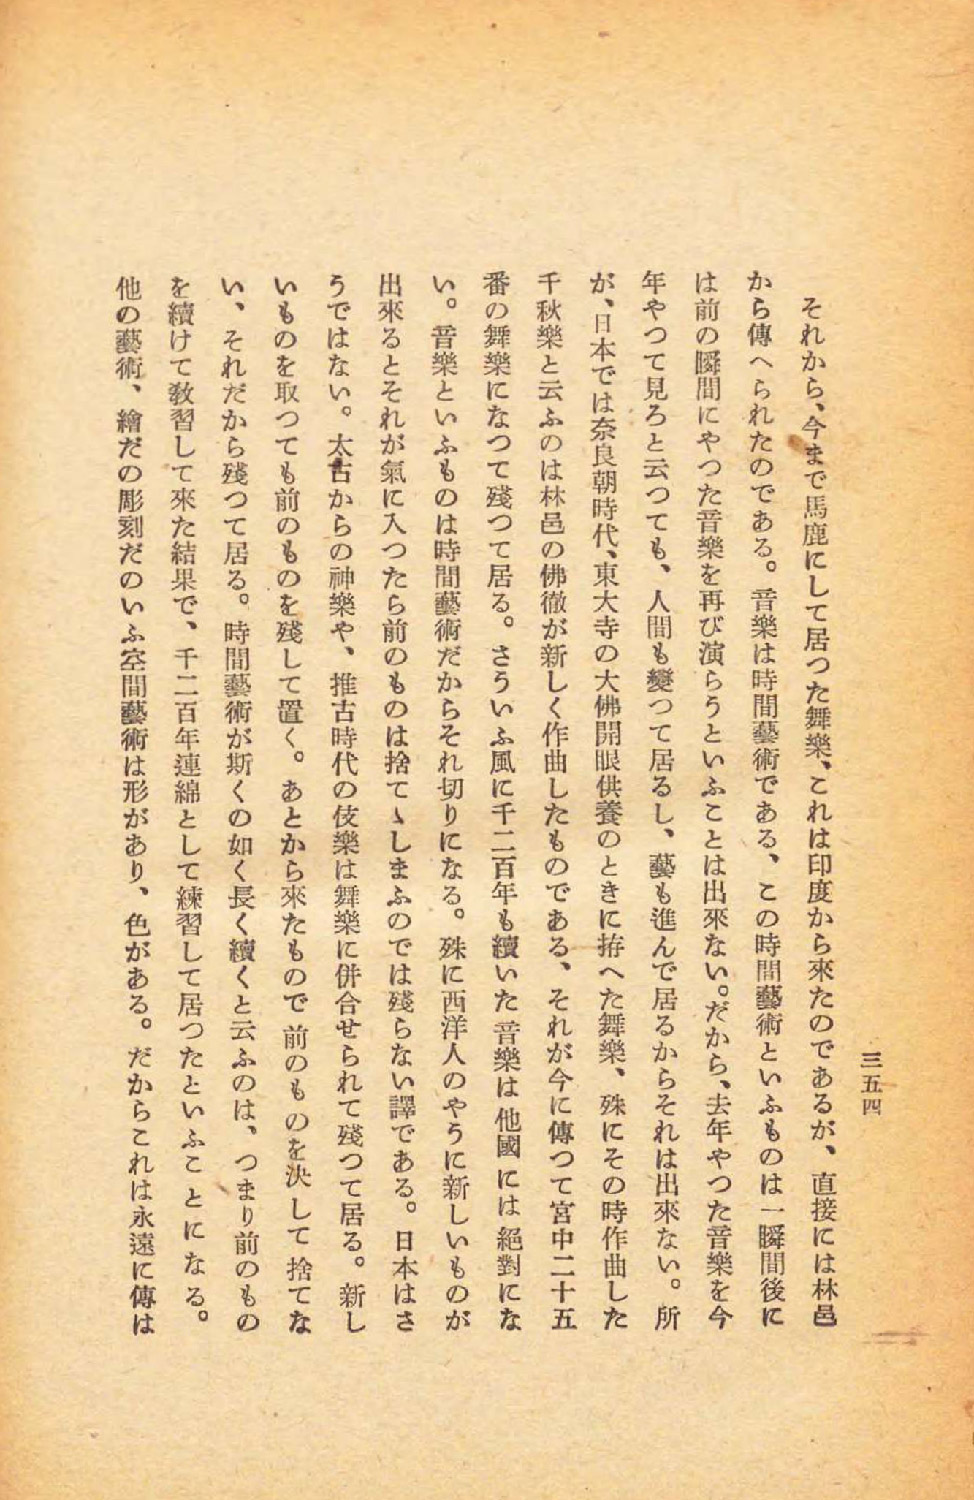 三五四
それから、今まで馬鹿にして居つた舞樂、これは印度から來たのであるが、直接には林邑
から傳へられたのである。音樂は時間藝術である、この時間藝術といふものは一瞬間後に
は前の瞬間にやつた音樂を再び演らうといふことは出來ない。だから、去年やつた音樂を今
年やつて見ろと云つても、人間も變つて居るし、藝も進んで居るからそれは出來ない。所
が、日本では奈良朝時代、東大寺の大佛開眼供養のときに拵へた舞樂、殊にその時作曲した
千秋樂と云ふのは林邑の佛徹が新しく作曲したものである、それが今に傳つて宮中二十五
番の舞樂になつて殘つて居る。さういふ風に千二百年も續いた音樂は他國には絕對にな
い。音樂といふものは時間藝術だからそれ切りになる。殊に西洋人のやうに新しいものが
出來るとそれが氣に入つたら前のものは捨てゝしまふのでは殘らない譯である。日本はさ
うではない。太古からの神樂や、推古時代の伎樂は舞樂に併合せられて殘つて居る。新し
いものを取つても前のものを殘して置く。あとから來たもので前のものを決して捨てな
い、それだから殘つて居る。時間藝術が斯くの如く長く續くと云ふのは、つまり前のもの
を續けて敎習して來た結果で、千二百年連綿として練習して居つたといふことになる。
他の藝術、繪だの彫刻だのいふ空間藝術は形があり、色がある。だからこれは永遠に傳は